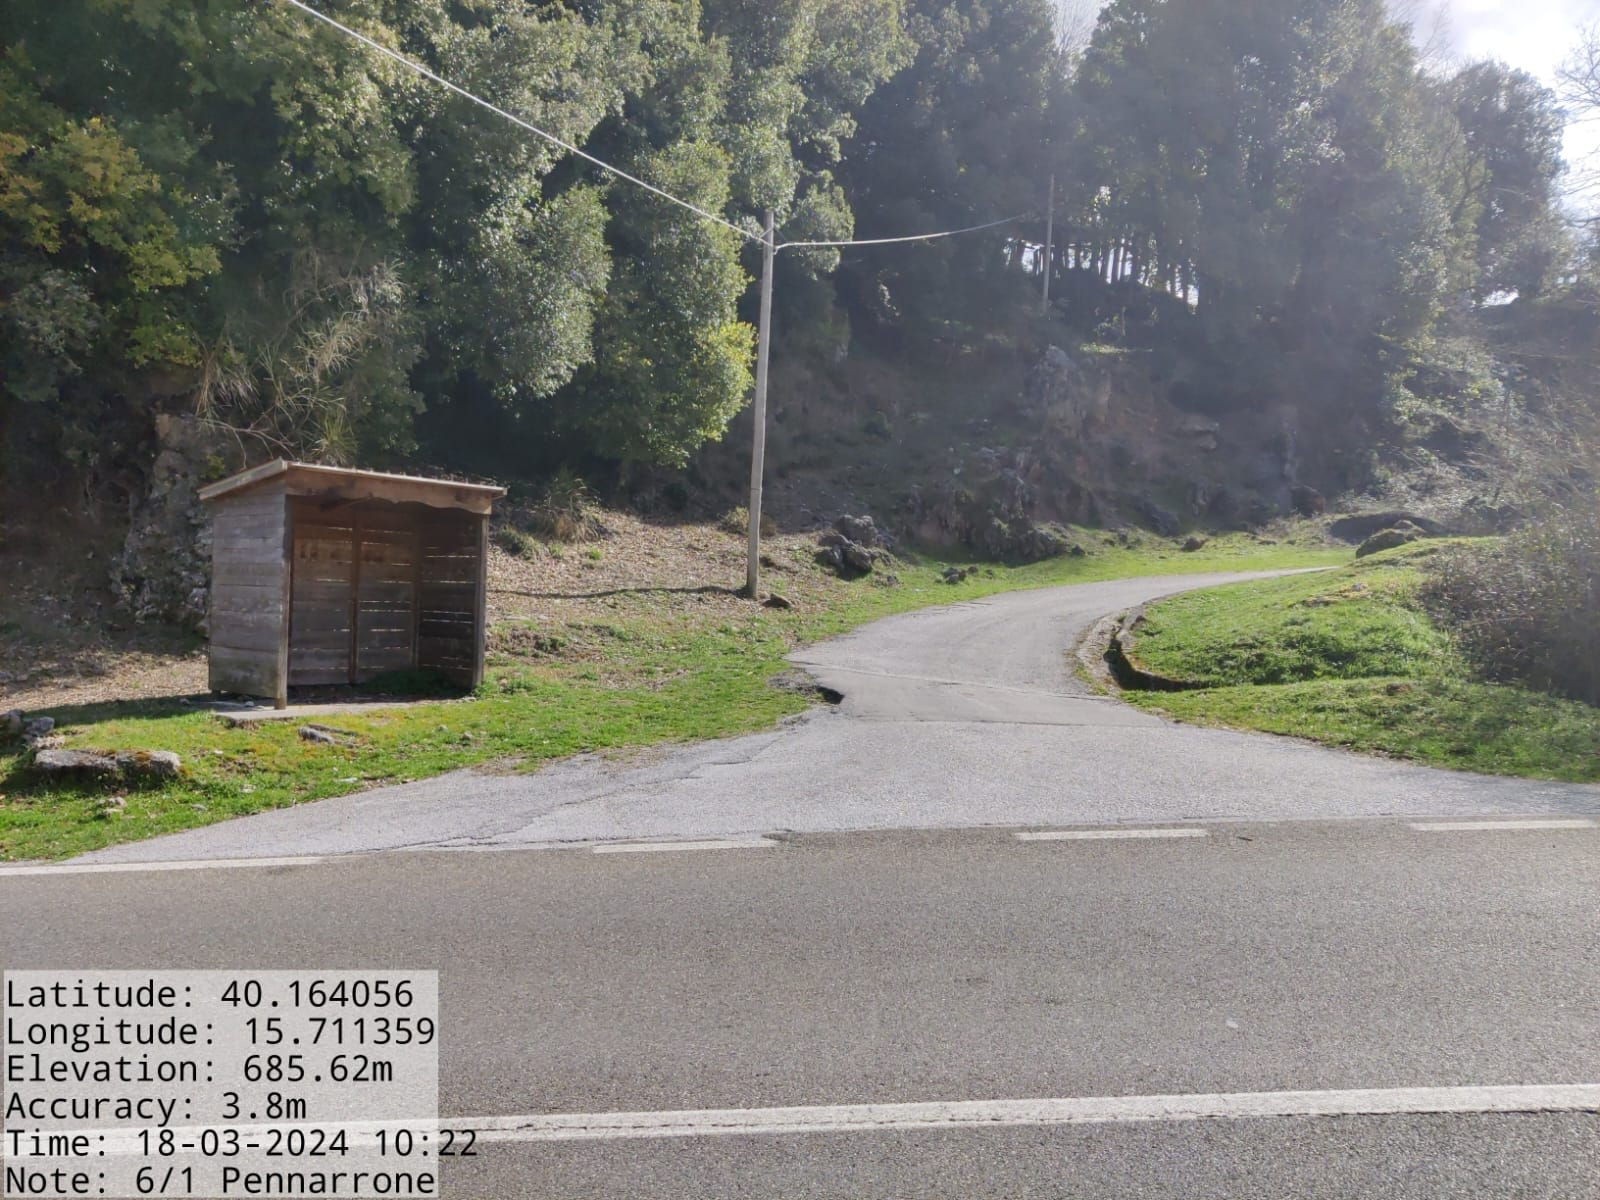 Latitude: 40.164056
Longitude: 15.711359
Elevation: 685.62m
Accuracy: 3.8m
Time: 18-03-2024 10:22
Note: 6/1 Pennarrone